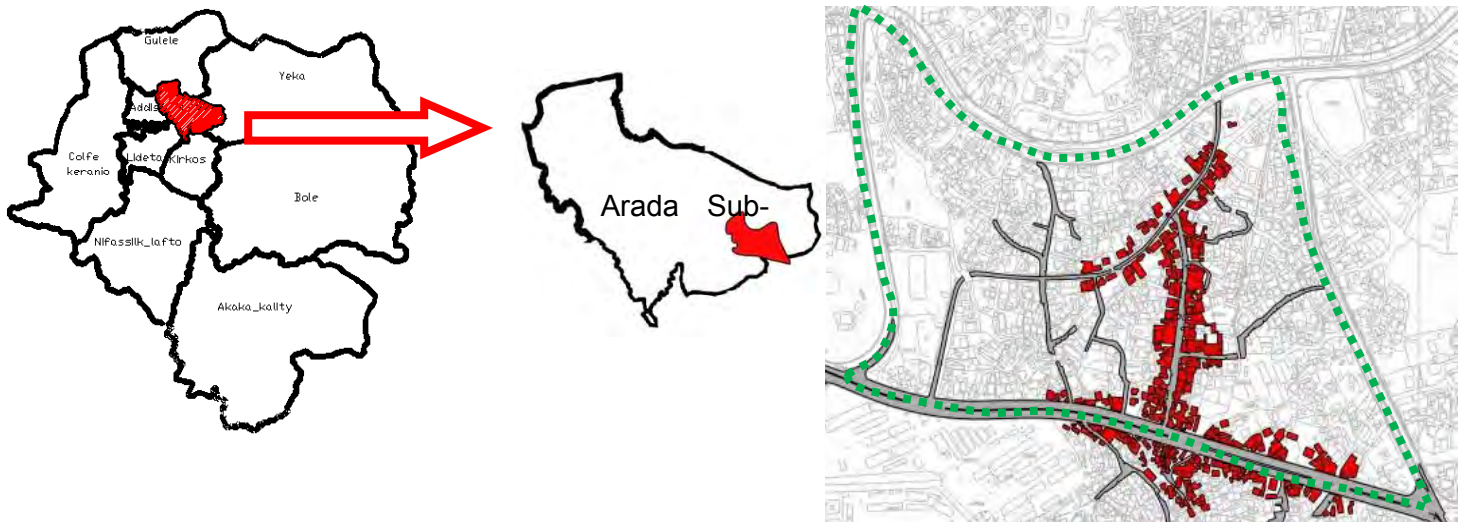 Gulele
Yeka
Addis
Colfe
keranio
Lideta
Kirkos
Bole
Nifassilk_lafto
Akaka_kality
Arada Sub-